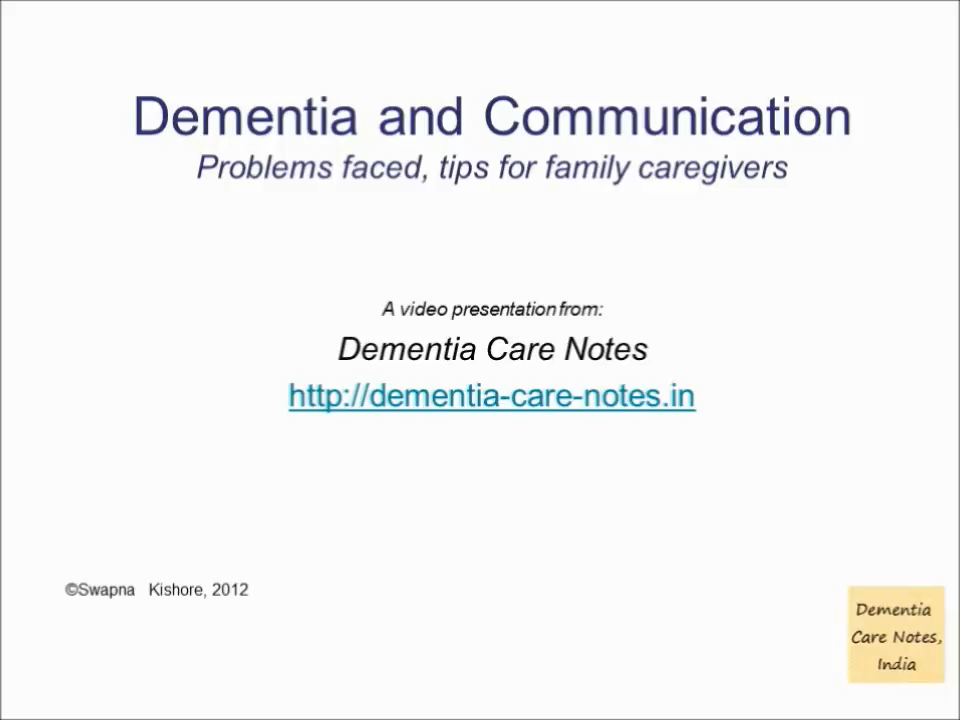 Dementia and Communication
Problems faced, tips for family caregivers
A video presentation from:
Dementia Care Notes
http://dementia-care-notes.in
©Swapna Kishore, 2012
Dementia
Care Notes,
India